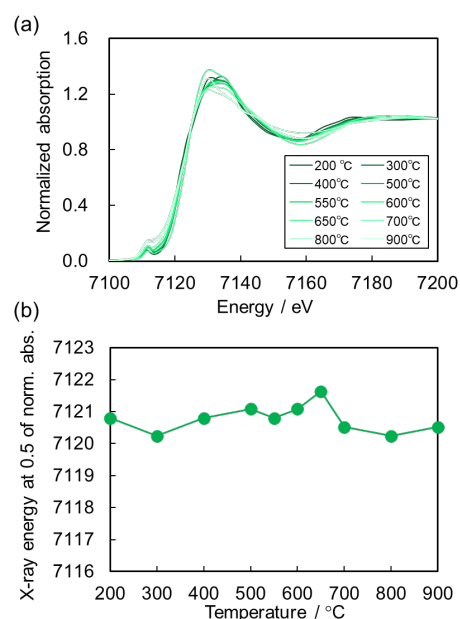 (a)
1.6
1.2
0.8
0.4
0.0
Normalized absorption
200 ℃ 300℃
400℃ 500℃
550℃ 600℃
650℃ 700℃
800℃ 900℃
7100 7120 7140 7160 7180 7200
Energy / eV
(b)
7123
7122
7121
7120
7119
7118
7117
7116
X-ray energy at 0.5 of norm. abs.
200 300 400 500 600 700 800 900
Temperature / °C